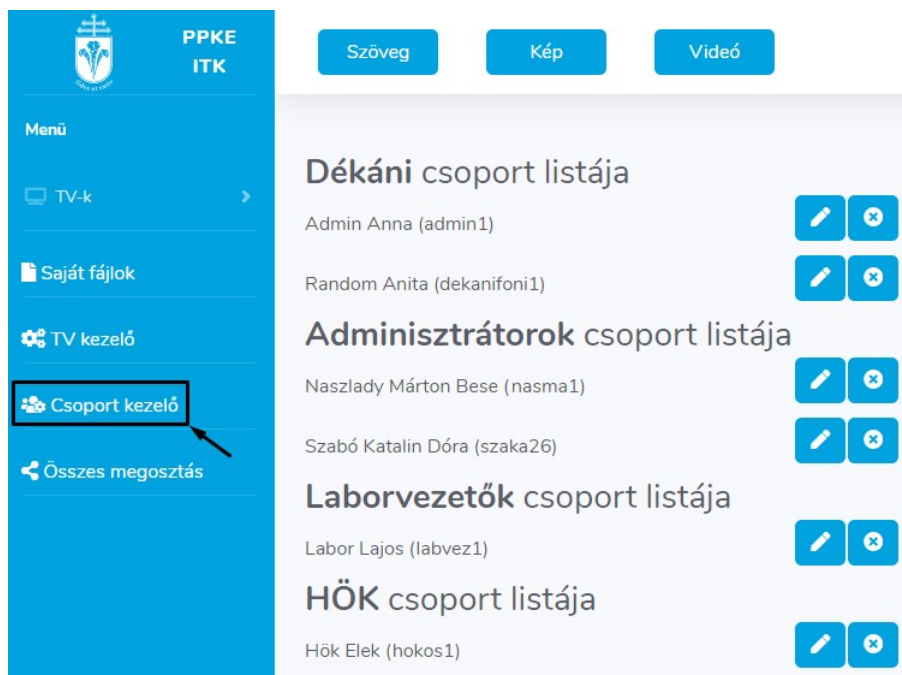 PPKE
ITK
Menü
TV-k
Saját fájlok
TV kezelő
Csoport kezelő
Összes megosztás
Szöveg
Kép
Videó
Dékáni csoport listája
Admin Anna (admin1)
Random Anita (dekanifoni1)
Adminisztrátorok csoport listája
Naszlady Márton Bese (nasma1)
Szabó Katalin Dóra (szaka26)
Laborvezetők csoport listája
Labor Lajos (labvez1)
HÖK csoport listája
Hök Elek (hokos1)